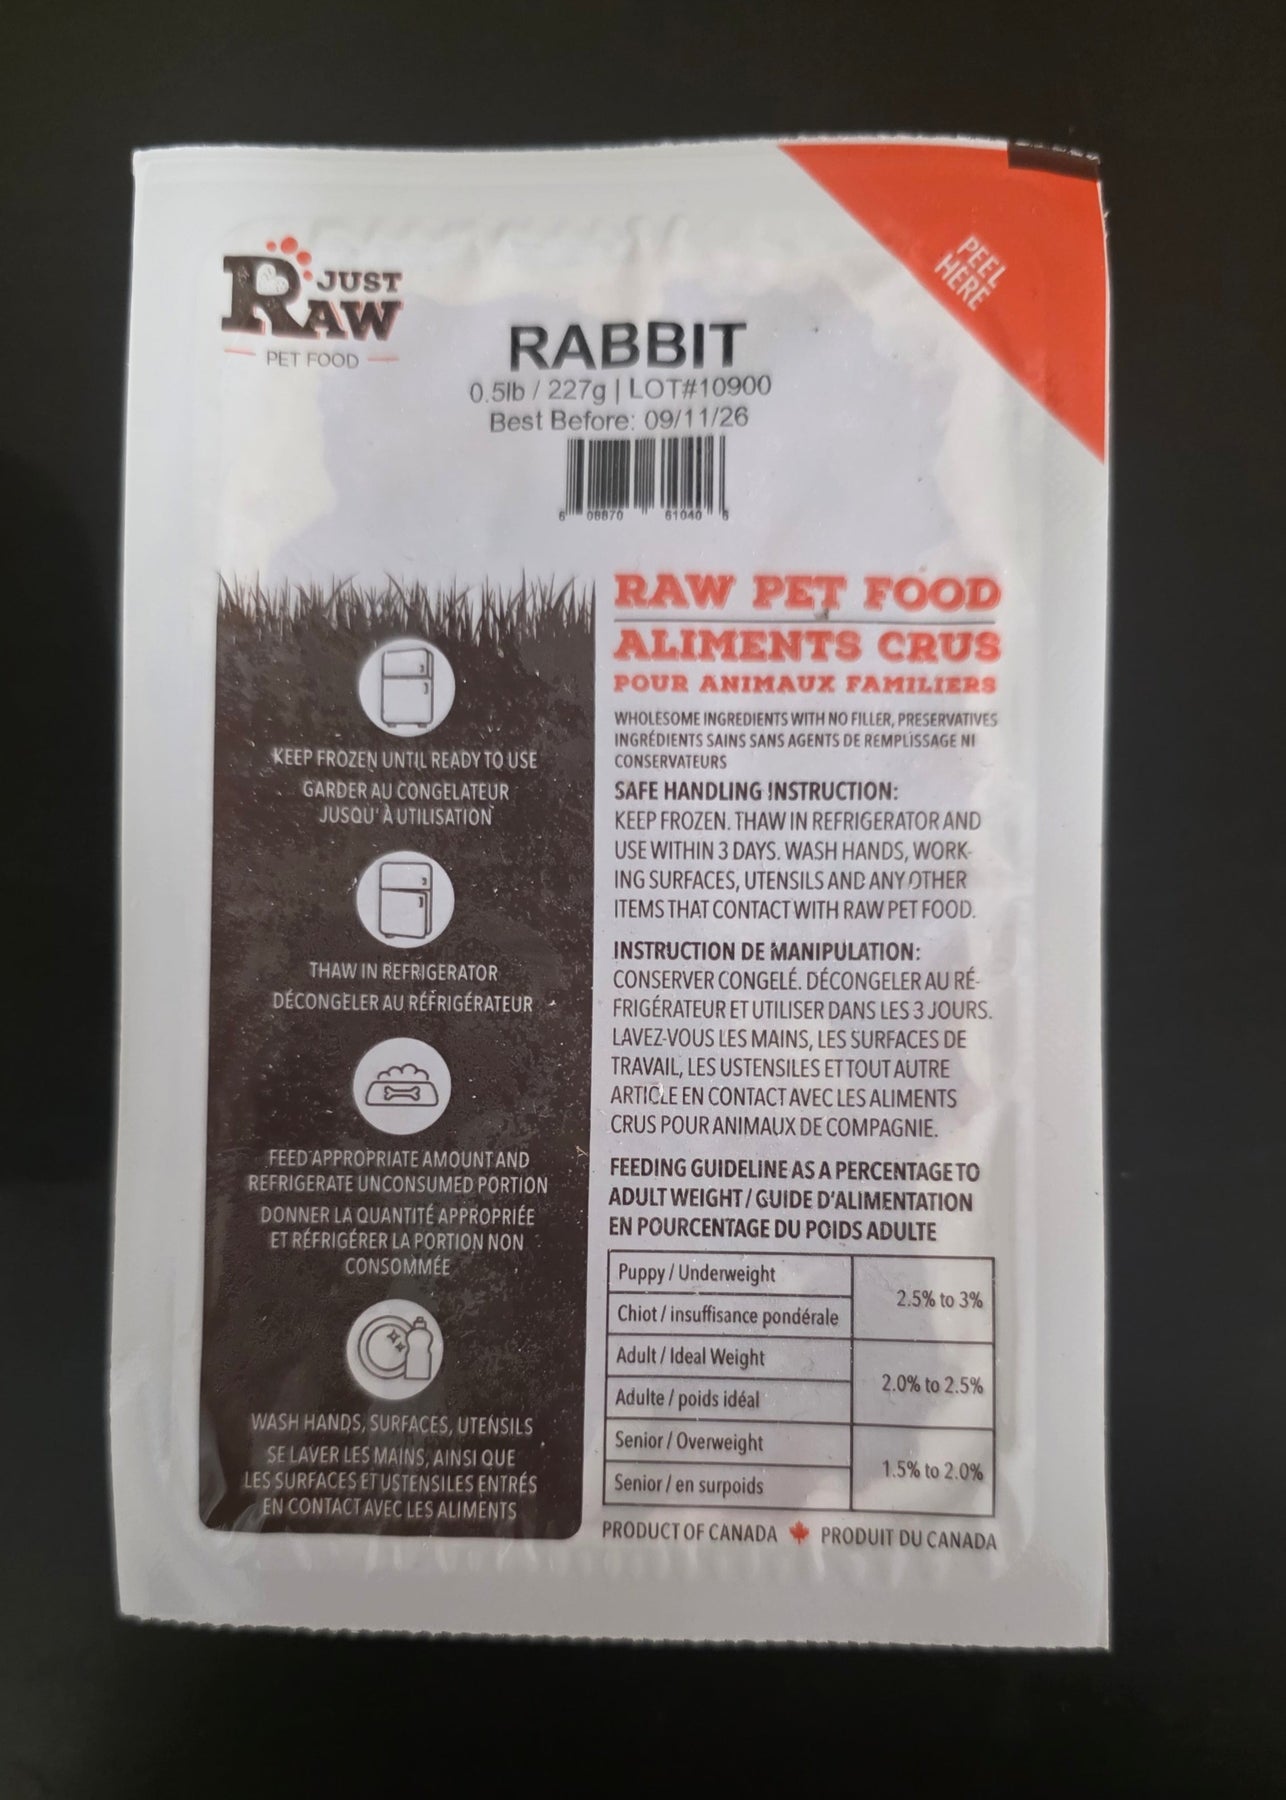 JUST
RAW
PET FOOD
PEEL
HERE
RABBIT
0.5lb / 227g | LOT#10900
Best Before: 09/11/26
6 08870 61040 6
KEEP FROZEN UNTIL READY TO USE
GARDER AU CONGELATEUR
JUSQU' À UTILISATION
THAW IN REFRIGERATOR
DÉCONGELER AU RÉFRIGÉRATEUR
FEED APPROPRIATE AMOUNT AND
REFRIGERATE UNCONSUMED PORTION
DONNER LA QUANTITÉ APPROPRIÉE
ET RÉFRIGÉRER LA PORTION NON
CONSOMMÉE
WASH HANDS, SURFACES, UTENSILS
SE LAVER LES MAINS, AINSI QUE
LES SURFACES ET USTENSILES ENTRÉS
EN CONTACT AVEC LES ALIMENTS
RAW PET FOOD
ALIMENTS CRUS
POUR ANIMAUX FAMILIERS
WHOLESOME INGREDIENTS WITH NO FILLER, PRESERVATIVES
INGRÉDIENTS SAINS SANS AGENTS DE REMPLISSAGE NI
CONSERVATEURS
SAFE HANDLING INSTRUCTION:
KEEP FROZEN. THAW IN REFRIGERATOR AND
USE WITHIN 3 DAYS. WASH HANDS, WORK-
ING SURFACES, UTENSILS AND ANY OTHER
ITEMS THAT CONTACT WITH RAW PET FOOD.
INSTRUCTION DE MANIPULATION:
CONSERVER CONGELÉ. DÉCONGELER AU RÉ-
FRIGÉRATEUR ET UTILISER DANS LES 3 JOURS.
LAVEZ-VOUS LES MAINS, LES SURFACES DE
TRAVAIL, LES USTENSILES ET TOUT AUTRE
ARTICLE EN CONTACT AVEC LES ALIMENTS
CRUS POUR ANIMAUX DE COMPAGNIE.
FEEDING GUIDELINE AS A PERCENTAGE TO
ADULT WEIGHT / GUIDE D'ALIMENTATION
EN POURCENTAGE DU POIDS ADULTE
Puppy / Underweight
Chiot / insuffisance pondérale
2.5% to 3%
Adult / Ideal Weight
Adulte / poids idéal
2.0% to 2.5%
Senior / Overweight
Senior / en surpoids
1.5% to 2.0%
PRODUCT OF CANADA PRODUIT DU CANADA